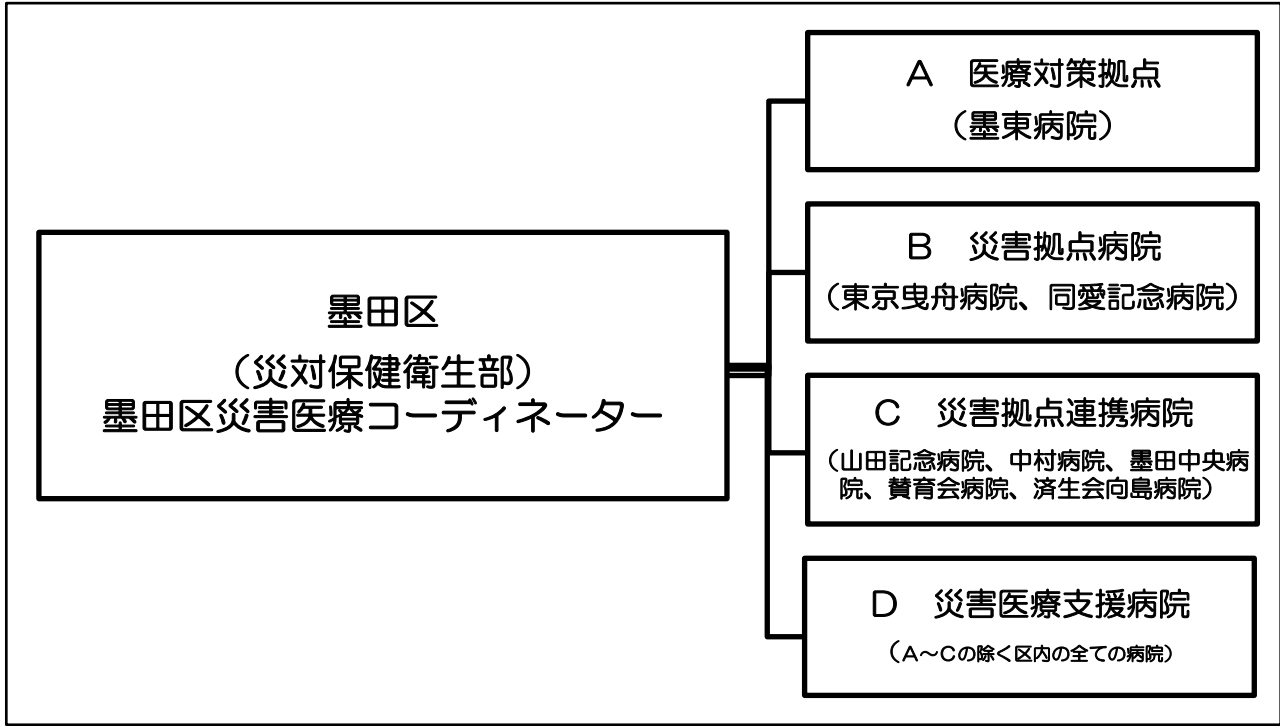 墨田区
（災対保健衛生部）
墨田区災害医療コーディネーター
A　医療対策拠点
（墨東病院）
B　災害拠点病院
（東京曳舟病院、同愛記念病院）
C　災害拠点連携病院
（山田記念病院、中村病院、墨田中央病
院、賛育会病院、済生会向島病院）
D　災害医療支援病院
（A～Cの除く区内の全ての病院）